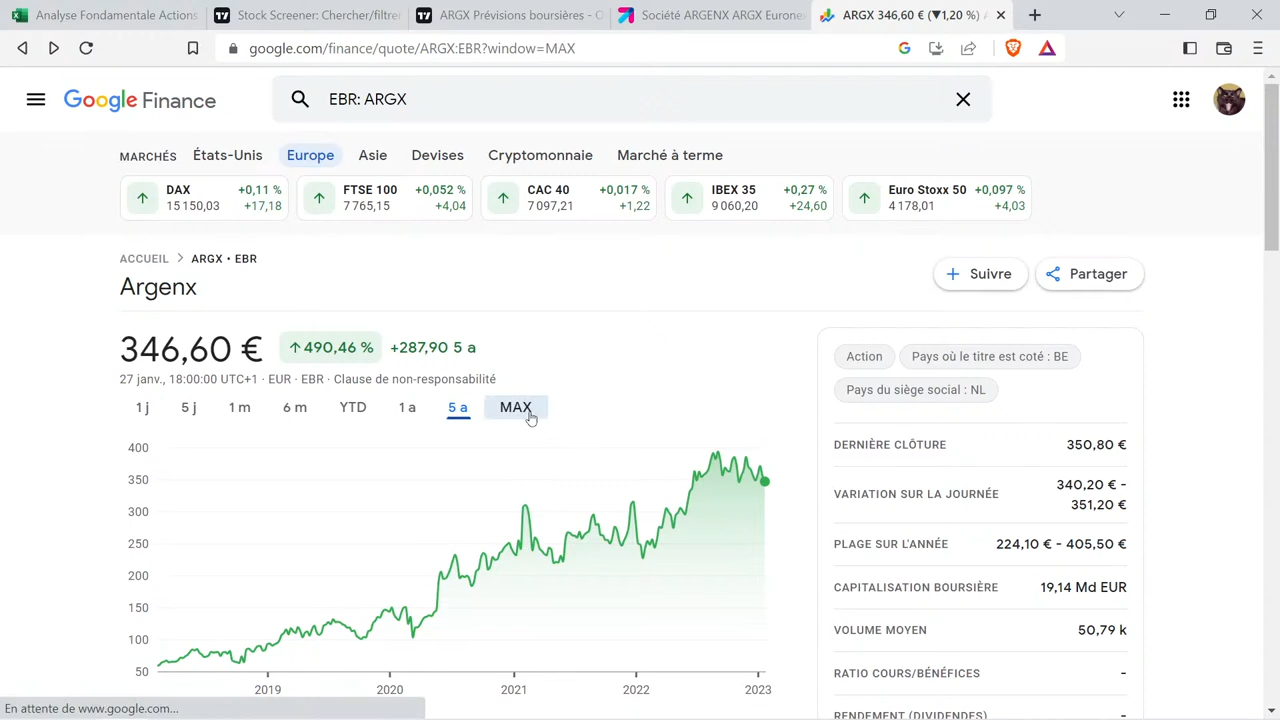 Analyse Fondamentale Actions
Stock Screener: Chercher/filtre
ARGX Prévisions boursières - O
Société ARGENX ARGX Euronex
ARGX 346,60 € (▼1,20 %) A
google.com/finance/quote/ARGX:EBR?window=MAX
Google Finance
EBR: ARGX
MARCHÉS États-Unis Europe Asie Devises Cryptomonnaie Marché à terme
DAX +0,11 %
15 150,03 +17,18
FTSE 100 +0,052 %
7 765,15 +4,04
CAC 40 +0,017 %
7 097,21 +1,22
IBEX 35 +0,27 %
9 060,20 +24,60
Euro Stoxx 50 +0,097 %
4 178,01 +4,03
ACCUEIL > ARGX • EBR
Argenx
+ Suivre
Partager
346,60 € ↑ 490,46 % +287,90 5 a
27 janv., 18:00:00 UTC+1 · EUR · EBR · Clause de non-responsabilité
1 j 5 j 1 m 6 m YTD 1 a 5 a MAX
400
350
300
250
200
150
100
50
2019 2020 2021 2022 2023
Action
Pays où le titre est coté : BE
Pays du siège social : NL
DERNIÈRE CLÔTURE 350,80 €
VARIATION SUR LA JOURNÉE 340,20 € -
351,20 €
PLAGE SUR L'ANNÉE 224,10 € - 405,50 €
CAPITALISATION BOURSIÈRE 19,14 Md EUR
VOLUME MOYEN 50,79 k
RATIO COURS/BÉNÉFICES -
RENDEMENT (DIVIDENDES) -
En attente de www.google.com...